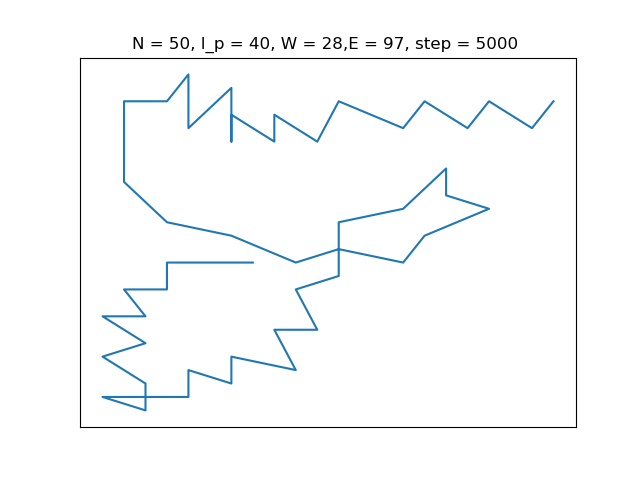 N = 50, l_p = 40, W = 28,E = 97, step = 5000